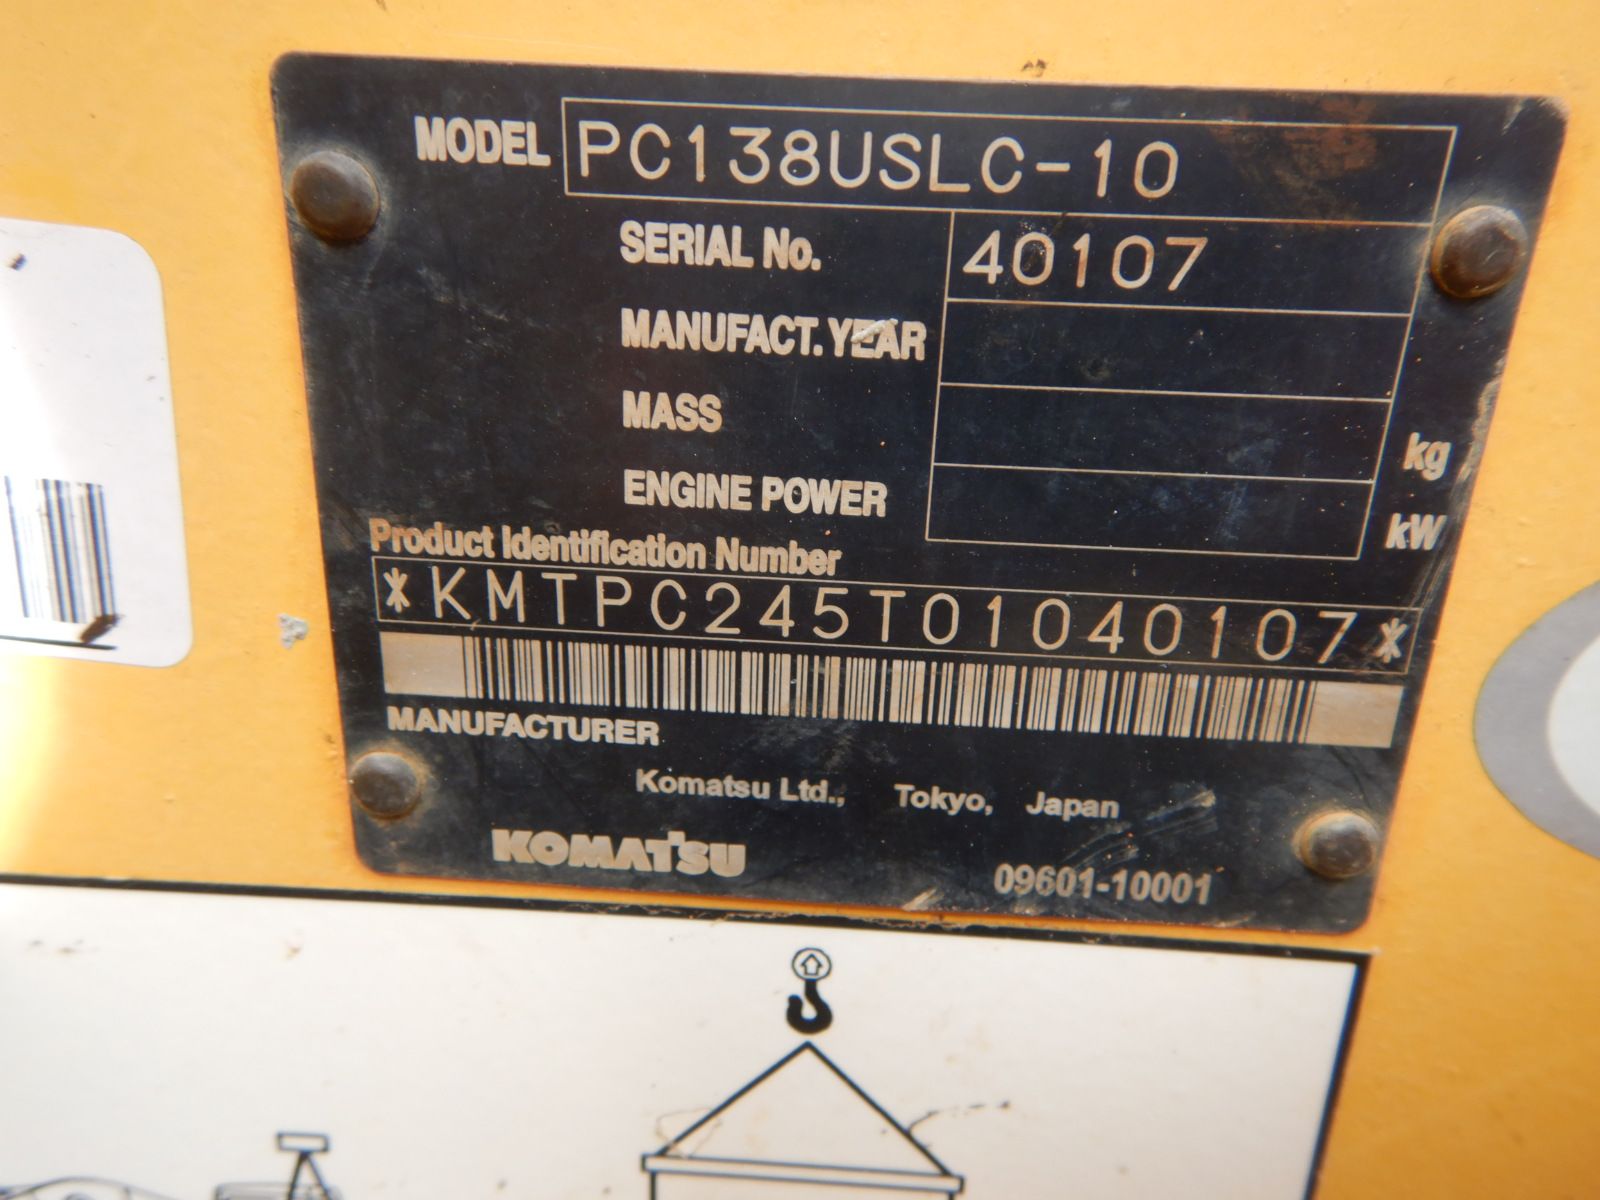 MODEL PC138USLC-10
SERIAL No. 40107
MANUFACT. YEAR
MASS kg
ENGINE POWER kW
Product Identification Number
*KMTPC245T01040107*
MANUFACTURER
Komatsu Ltd., Tokyo, Japan
KOMATSU 09601-10001